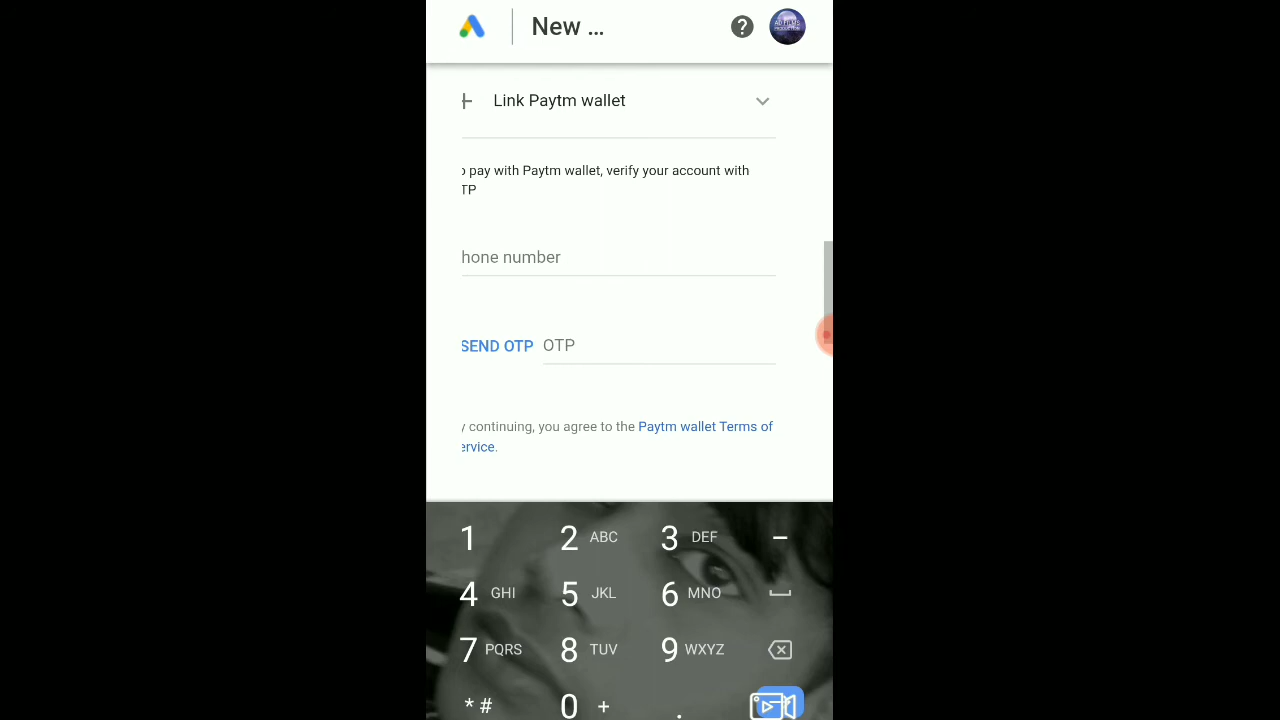 New ...
Link Paytm wallet
pay with Paytm wallet, verify your account with
TP
hone number
SEND OTP OTP
continuing, you agree to the Paytm wallet Terms of
ervice.
1 2 ABC 3 DEF -
4 GHI 5 JKL 6 MNO
7 PQRS 8 TUV 9 WXYZ
* # 0 + .